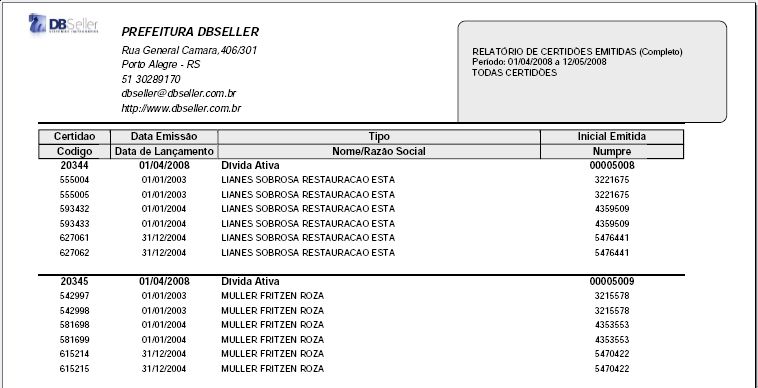 DBSeller
PREFEITURA DBSELLER
Rua General Camara,406/301
Porto Alegre - RS
51 30289170
dbseller@dbseller.com.br
http://www.dbseller.com.br
RELATÓRIO DE CERTIDÕES EMITIDAS (Completo)
Período: 01/04/2008 a 12/05/2008
TODAS CERTIDÕES
Certidao Data Emissão Tipo Inicial Emitida
Codigo Data de Lançamento Nome/Razão Social Numpre
20344 01/04/2008 Divida Ativa 00005008
555004 01/01/2003 LIANES SOBROSA RESTAURACAO ESTA 3221675
555005 01/01/2003 LIANES SOBROSA RESTAURACAO ESTA 3221675
593432 01/01/2004 LIANES SOBROSA RESTAURACAO ESTA 4359509
593433 01/01/2004 LIANES SOBROSA RESTAURACAO ESTA 4359509
627061 31/12/2004 LIANES SOBROSA RESTAURACAO ESTA 5476441
627062 31/12/2004 LIANES SOBROSA RESTAURACAO ESTA 5476441
20345 01/04/2008 Divida Ativa 00005009
542997 01/01/2003 MULLER FRITZEN ROZA 3215578
542998 01/01/2003 MULLER FRITZEN ROZA 3215578
581698 01/01/2004 MULLER FRITZEN ROZA 4353553
581699 01/01/2004 MULLER FRITZEN ROZA 4353553
615214 31/12/2004 MULLER FRITZEN ROZA 5470422
615215 31/12/2004 MULLER FRITZEN ROZA 5470422